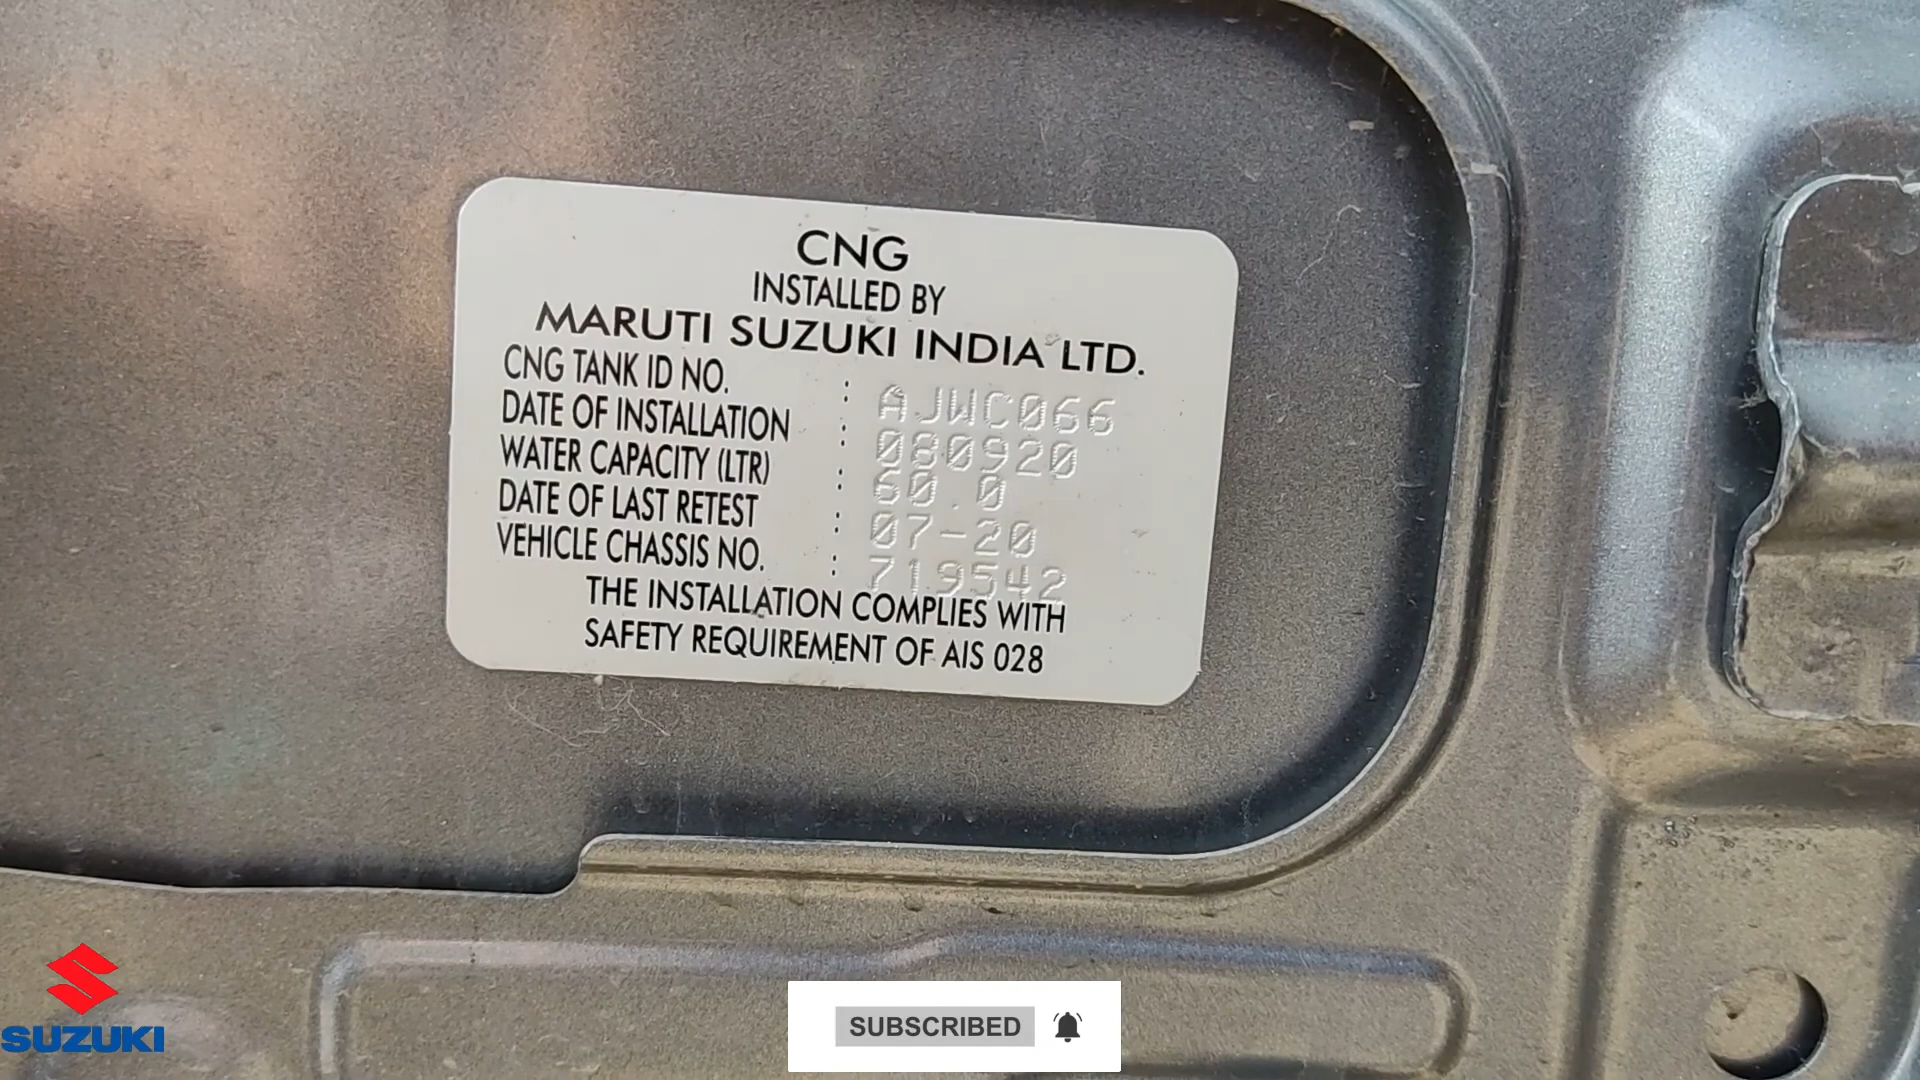 CNG
INSTALLED BY
MARUTI SUZUKI INDIA LTD.
CNG TANK ID NO. : AJWC066
DATE OF INSTALLATION : 080920
WATER CAPACITY (LTR) : 60.0
DATE OF LAST RETEST : 07-20
VEHICLE CHASSIS NO. : 719542
THE INSTALLATION COMPLIES WITH
SAFETY REQUIREMENT OF AIS 028
SUZUKI
SUBSCRIBED